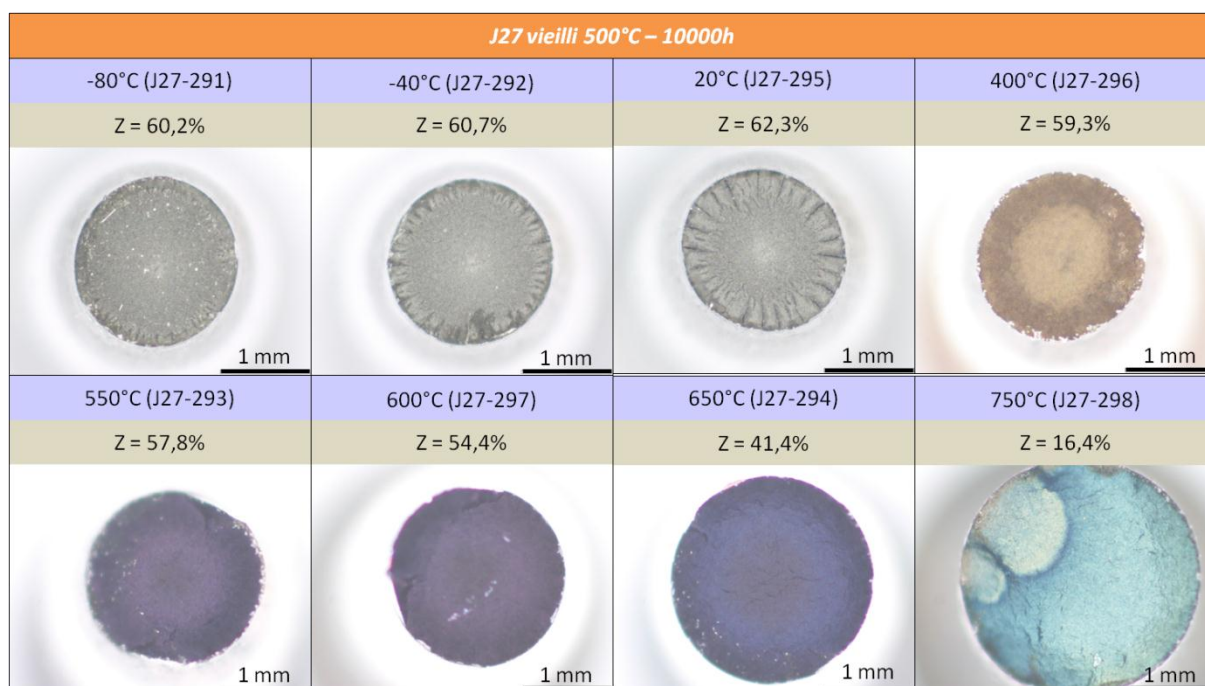 J27 vieilli 500°C – 10000h
-80°C (J27-291)
-40°C (J27-292)
20°C (J27-295)
400°C (J27-296)
Z = 60,2%
Z = 60,7%
Z = 62,3%
Z = 59,3%
1 mm
1 mm
1 mm
1 mm
550°C (J27-293)
600°C (J27-297)
650°C (J27-294)
750°C (J27-298)
Z = 57,8%
Z = 54,4%
Z = 41,4%
Z = 16,4%
1 mm
1 mm
1 mm
1 mm